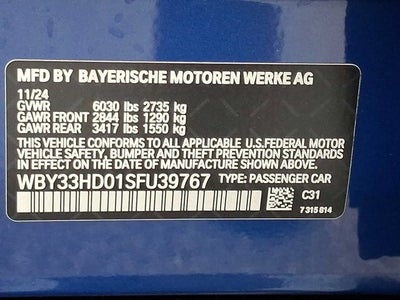 MFD BY BAYERISCHE MOTOREN WERKE AG
11/24
GVWR 6030 lbs 2735 kg
GAWR FRONT 2844 lbs 1290 kg
GAWR REAR 3417 lbs 1550 kg
THIS VEHICLE CONFORMS TO ALL APPLICABLE U.S.FEDERAL MOTOR
VEHICLE SAFETY, BUMPER AND THEFT PREVENTION STANDARDS
IN EFFECT ON THE DATE OF MANUFACTURE SHOWN ABOVE.
WBY33HD01SFU39767 TYPE: PASSENGER CAR
C31
7 315 814